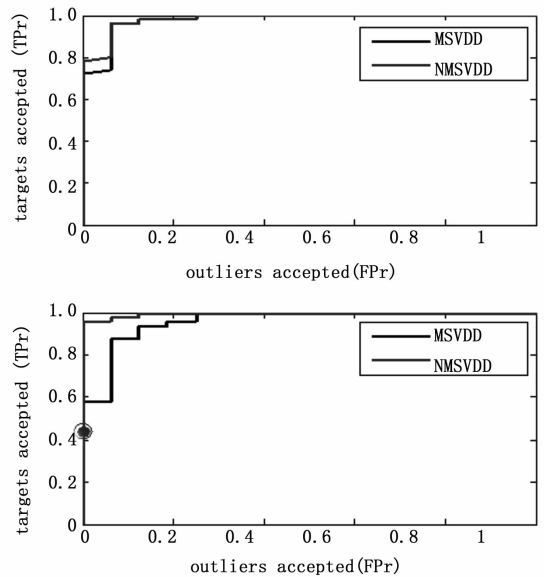 targets accepted (TPr)
1.0
0.8
0.6
0.4
0.2
0
MSVDD
NMSVDD
0 0.2 0.4 0.6 0.8 1
outliers accepted(FPr)
targets accepted (TPr)
1.0
0.8
0.6
0.4
0.2
0
MSVDD
NMSVDD
0 0.2 0.4 0.6 0.8 1
outliers accepted(FPr)